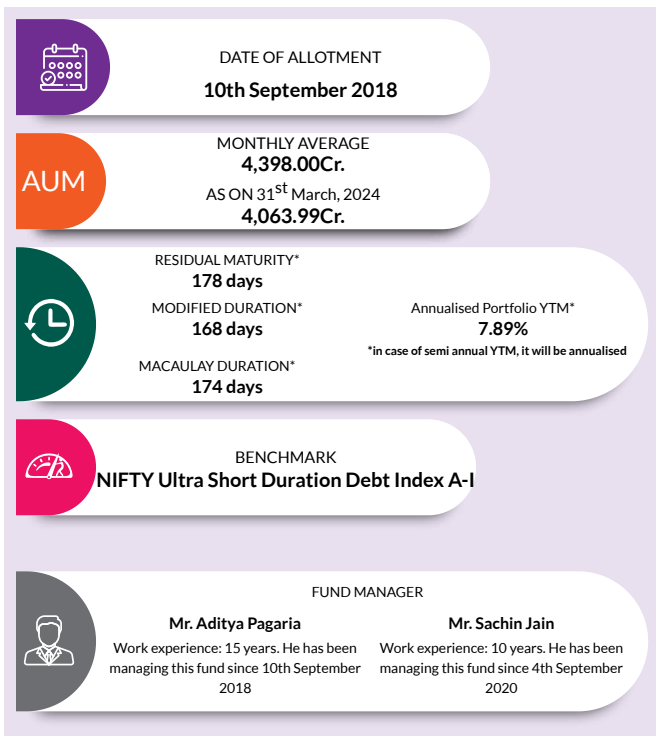 DATE OF ALLOTMENT
10th September 2018
AUM
MONTHLY AVERAGE
4,398.00Cr.
AS ON 31st March, 2024
4,063.99Cr.
RESIDUAL MATURITY*
178 days
MODIFIED DURATION*
168 days
MACAULAY DURATION*
174 days
Annualised Portfolio YTM*
7.89%
*in case of semi annual YTM, it will be annualised
BENCHMARK
NIFTY Ultra Short Duration Debt Index A-I
FUND MANAGER
Mr. Aditya Pagaria
Work experience: 15 years. He has been
managing this fund since 10th September
2018
Mr. Sachin Jain
Work experience: 10 years. He has been
managing this fund since 4th September
2020